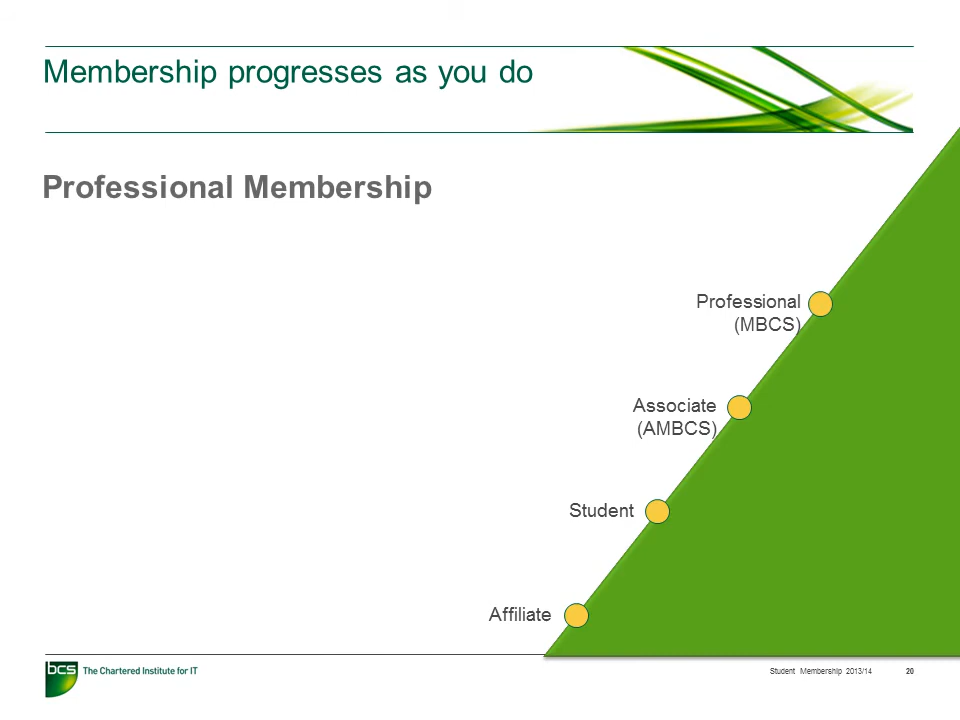 Membership progresses as you do
Professional Membership
Professional
(MBCS)
Associate
(AMBCS)
Student
Affiliate
bcs
The Chartered Institute for IT
Student Membership 2013/14
20